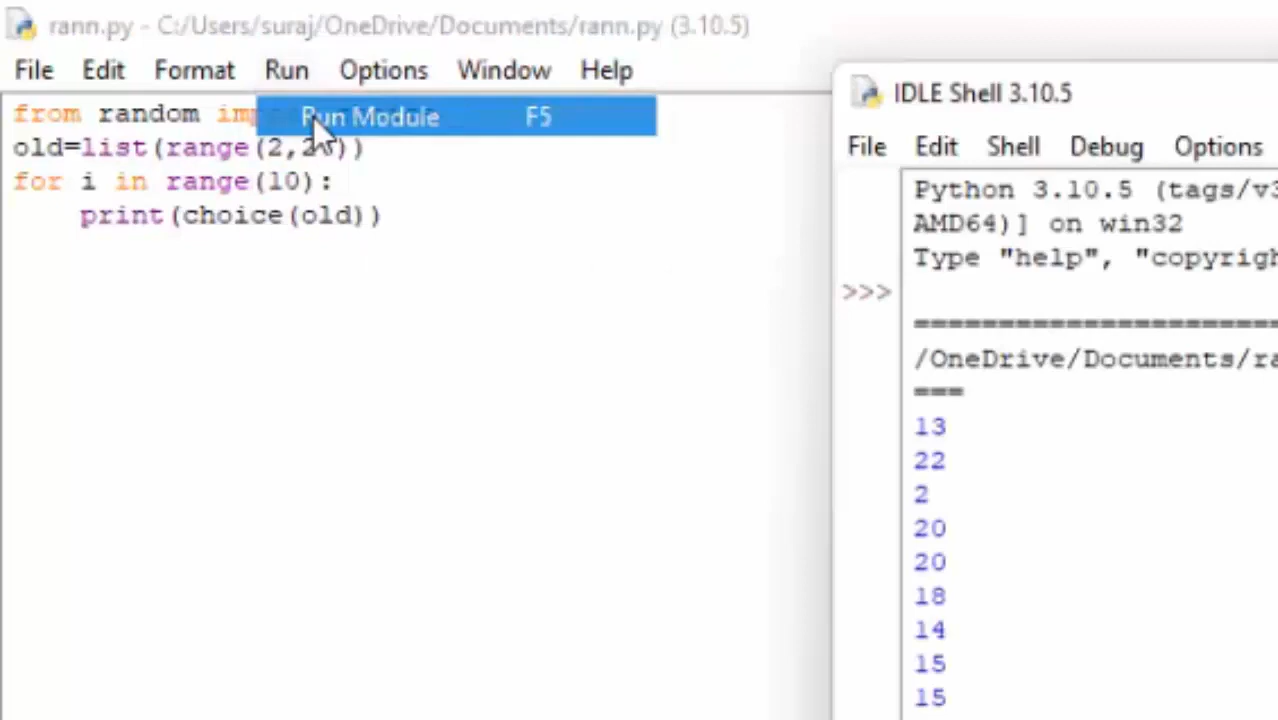 rann.py - C:/Users/suraj/OneDrive/Documents/rann.py (3.10.5)
File Edit Format Run Options Window Help
Run Module F5
from random
old=list(range(2,2
for i in range(10):
print(choice(old))
IDLE Shell 3.10.5
File Edit Shell Debug Options
Python 3.10.5 (tags/v3
AMD64)] on win32
Type "help", "copyrigh
>>>
======================
/OneDrive/Documents/ra
===
13
22
2
20
20
18
14
15
15